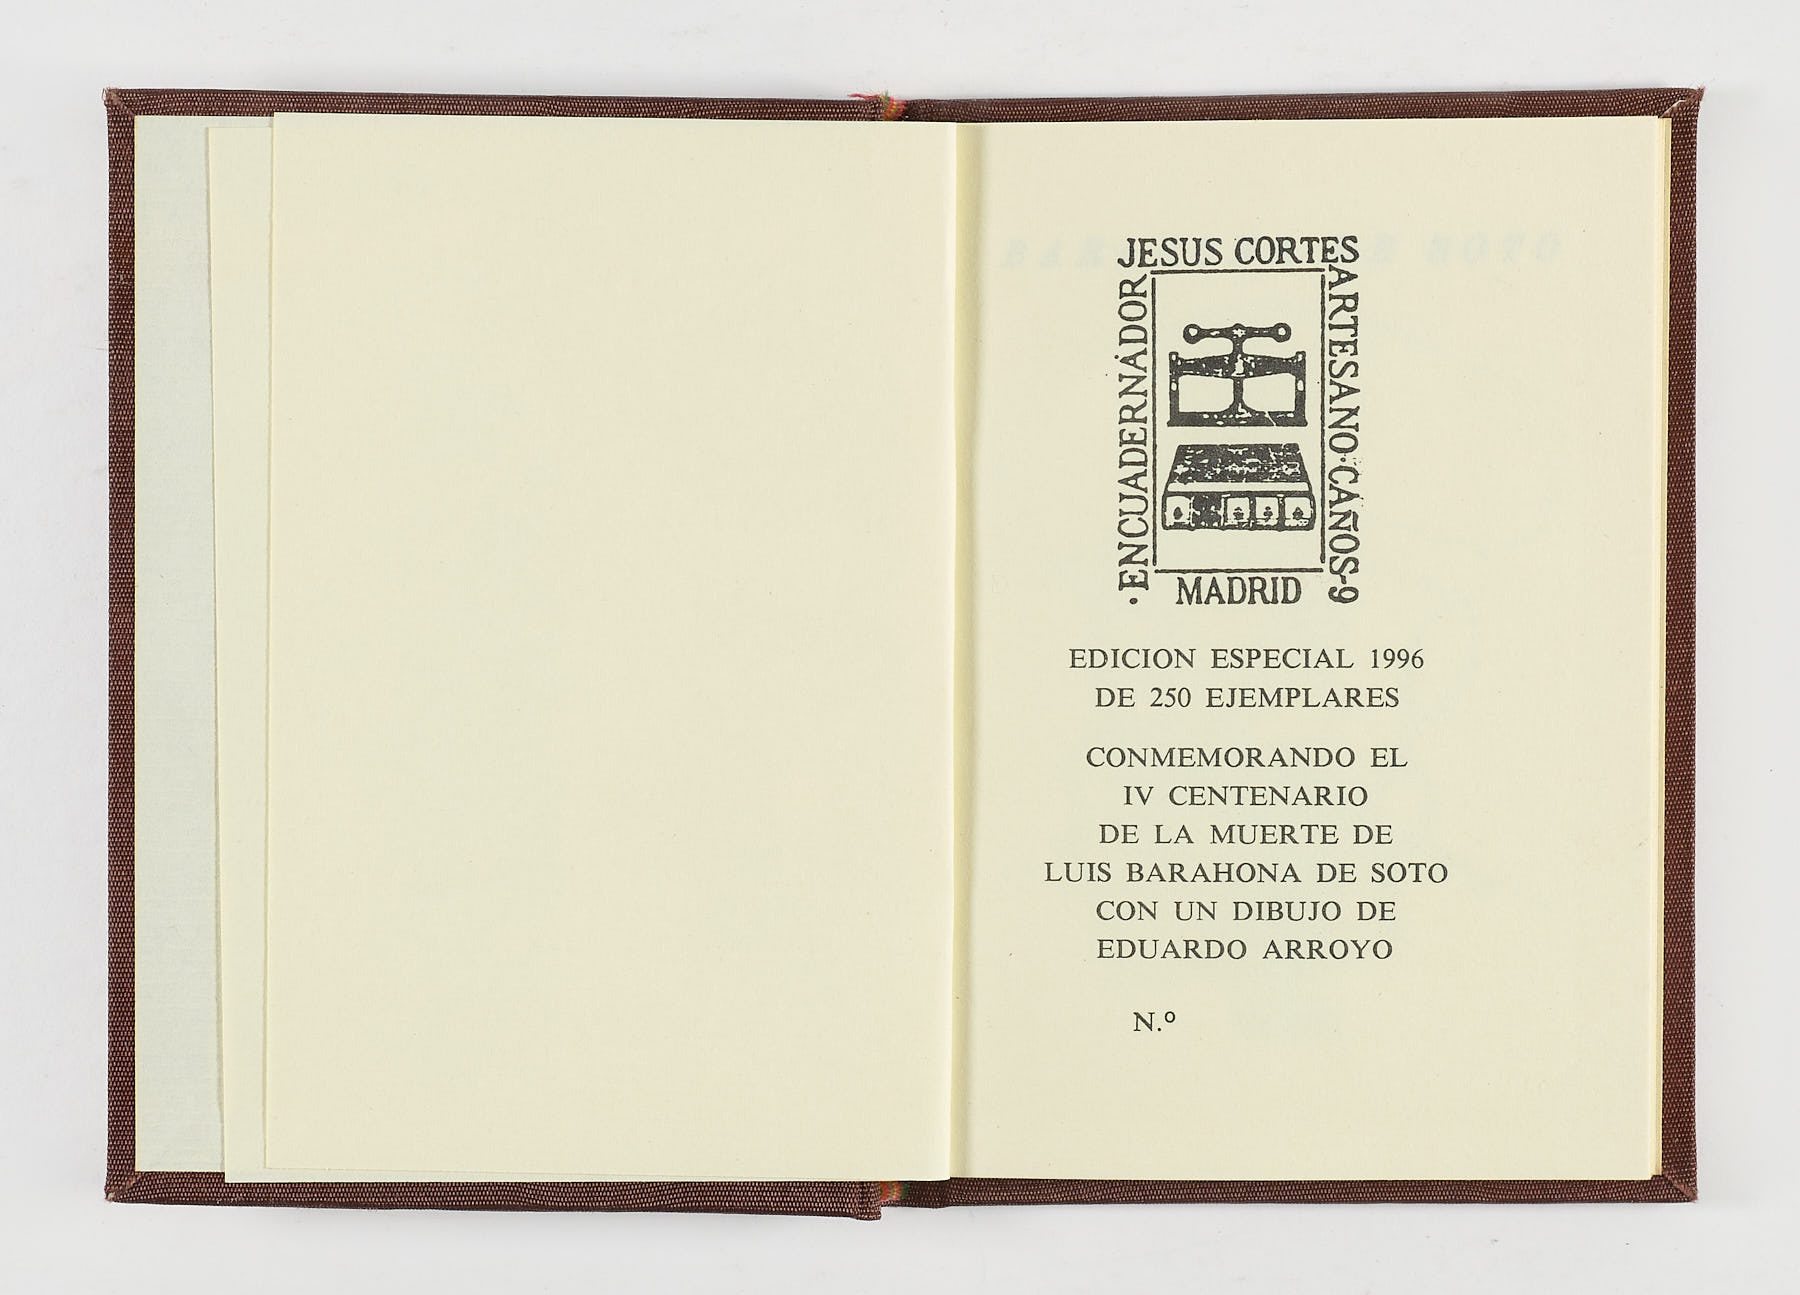 JESUS CORTES
ARTESANO·CAÑOS-9
MADRID
·ENCUADERNÁDOR
EDICION ESPECIAL 1996
DE 250 EJEMPLARES
CONMEMORANDO EL
IV CENTENARIO
DE LA MUERTE DE
LUIS BARAHONA DE SOTO
CON UN DIBUJO DE
EDUARDO ARROYO
N.º